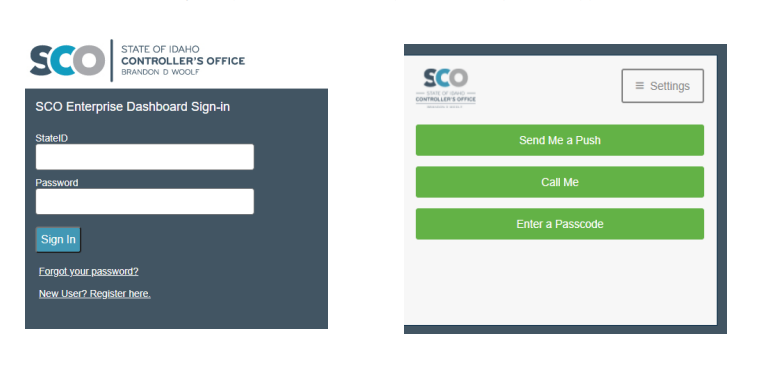 SCO
STATE OF IDAHO
CONTROLLER'S OFFICE
BRANDON D WOOLF
SCO Enterprise Dashboard Sign-in
StateID
Password
Sign In
Forgot your password?
New User? Register here.
SCO
STATE OF IDAHO
CONTROLLER'S OFFICE
≡ Settings
Send Me a Push
Call Me
Enter a Passcode